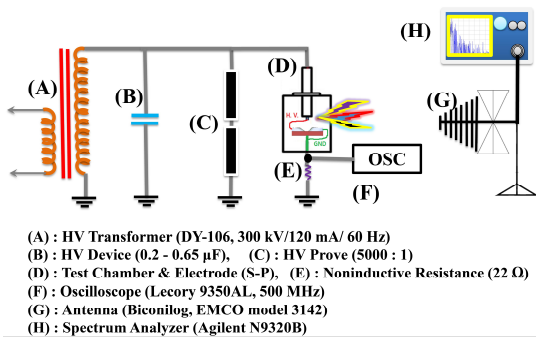 (H)
(D)
(A)
(B)
H. V.
(G)
(C)
GND
(E)
OSC
(F)
(A) : HV Transformer (DY-106, 300 kV/120 mA/ 60 Hz)
(B) : HV Device (0.2 - 0.65 µF), (C) : HV Prove (5000 : 1)
(D) : Test Chamber & Electrode (S-P), (E) : Noninductive Resistance (22 Ω)
(F) : Oscilloscope (Lecory 9350AL, 500 MHz)
(G) : Antenna (Biconilog, EMCO model 3142)
(H) : Spectrum Analyzer (Agilent N9320B)